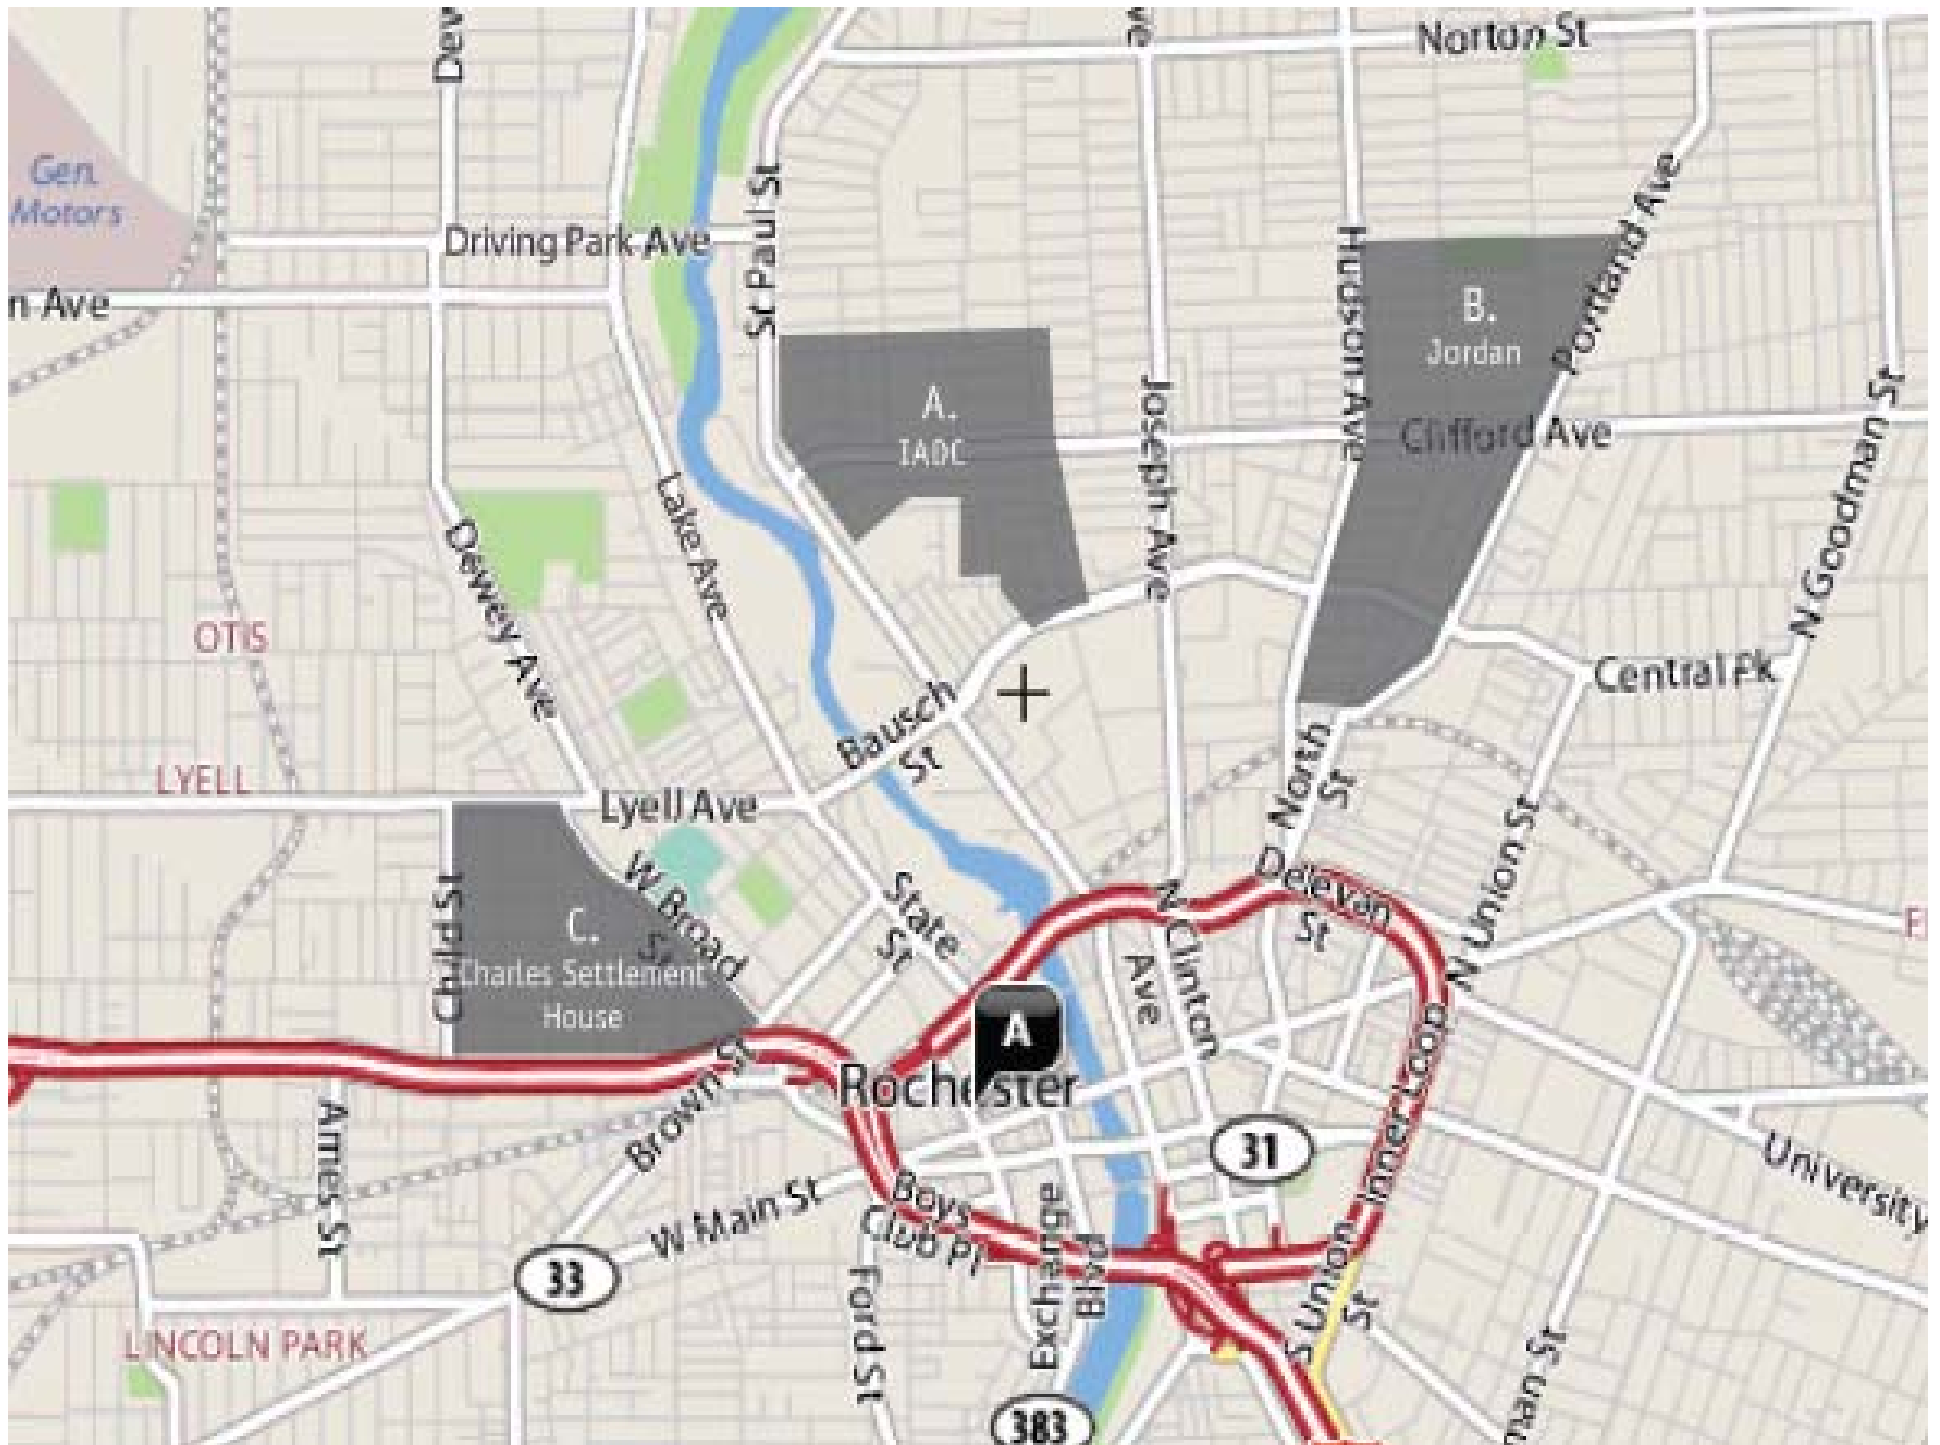 Norton St
Dev
ve
Gen.
Motors
Driving Park Ave
St Paul St
Hudson Ave
Portland Ave
n Ave
B.
Jordan
A.
IADC
Joseph Ave
Clifford Ave
N Goodman St
Lake Ave
Dewey Ave
OTIS
Central Pk
Bausch
St
LYELL
Lyell Ave
North
St
N Union St
Delevan
St
W Broad
St
State
St
Child St
C.
Charles Settlement
House
N Clinton
Ave
A
Rochester
Brown St
Inner Loop
Ames St
31
University
W Main St
Boys
Club Pl
33
Exchange
Blvd
S Union
St
Ford St
LINCOLN PARK
man St
383